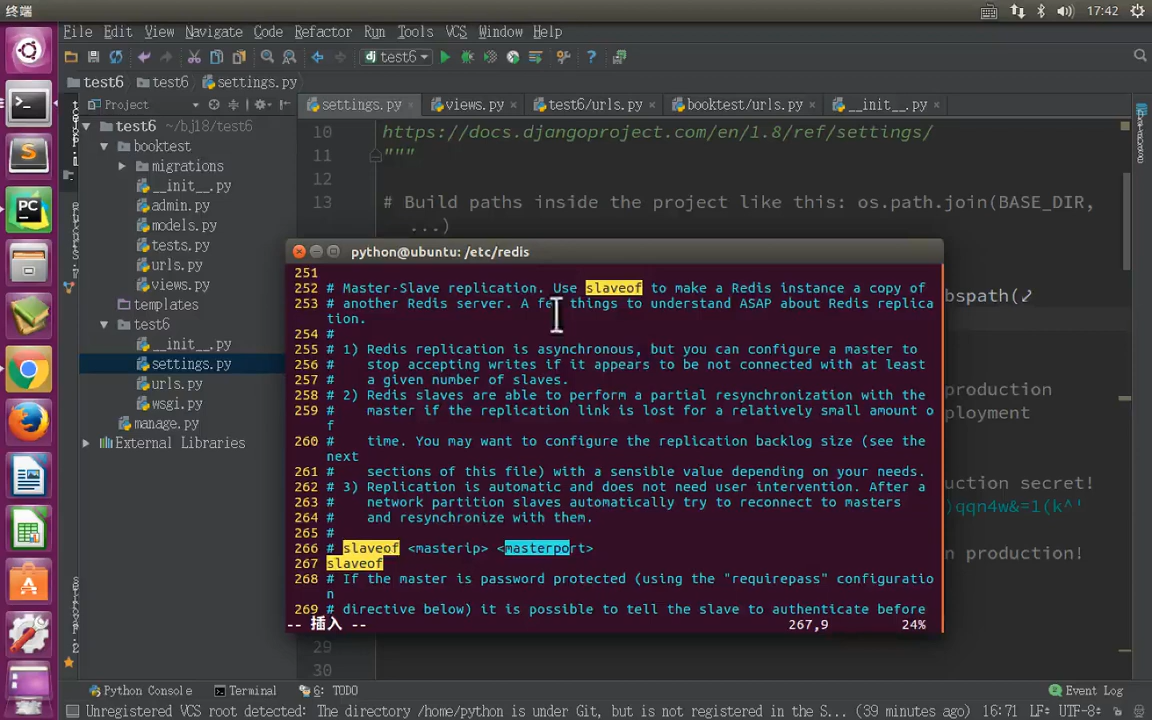 终端
17:42
File Edit View Navigate Code Refactor Run Tools VCS Window Help
dj test6
test6 test6 settings.py
Project
settings.py views.py test6/urls.py booktest/urls.py __init__.py
test6 ~/bj18/test6
booktest
migrations
__init__.py
admin.py
models.py
tests.py
urls.py
views.py
templates
test6
__init__.py
settings.py
urls.py
wsgi.py
manage.py
External Libraries
10 https://docs.djangoproject.com/en/1.8/ref/settings/
11 """
12
13 # Build paths inside the project like this: os.path.join(BASE_DIR,
...)
bspath(
production
ployment
uction secret!
)qqn4w&=l(k^'
n production!
29
30
python@ubuntu: /etc/redis
251
252 # Master-Slave replication. Use slaveof to make a Redis instance a copy of
253 # another Redis server. A few things to understand ASAP about Redis replica
tion.
254 #
255 # 1) Redis replication is asynchronous, but you can configure a master to
256 # stop accepting writes if it appears to be not connected with at least
257 # a given number of slaves.
258 # 2) Redis slaves are able to perform a partial resynchronization with the
259 # master if the replication link is lost for a relatively small amount o
f
260 # time. You may want to configure the replication backlog size (see the
next
261 # sections of this file) with a sensible value depending on your needs.
262 # 3) Replication is automatic and does not need user intervention. After a
263 # network partition slaves automatically try to reconnect to masters
264 # and resynchronize with them.
265 #
266 # slaveof <masterip> <masterport>
267 slaveof
268 # If the master is password protected (using the "requirepass" configuratio
n
269 # directive below) it is possible to tell the slave to authenticate before
-- 插入 -- 267,9 24%
Python Console Terminal 6: TODO Event Log
Unregistered VCS root detected: The directory /home/python is under Git, but is not registered in the S... (39 minutes ago) 16:71 LF÷ UTF-8÷